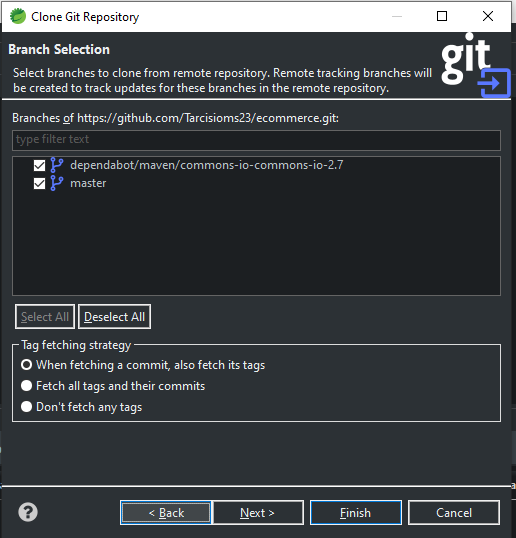 Clone Git Repository
Branch Selection
git
Select branches to clone from remote repository. Remote tracking branches will
be created to track updates for these branches in the remote repository.
Branches of https://github.com/Tarcisioms23/ecommerce.git:
type filter text
dependabot/maven/commons-io-commons-io-2.7
master
Select All
Deselect All
Tag fetching strategy
When fetching a commit, also fetch its tags
Fetch all tags and their commits
Don't fetch any tags
?
< Back
Next >
Finish
Cancel